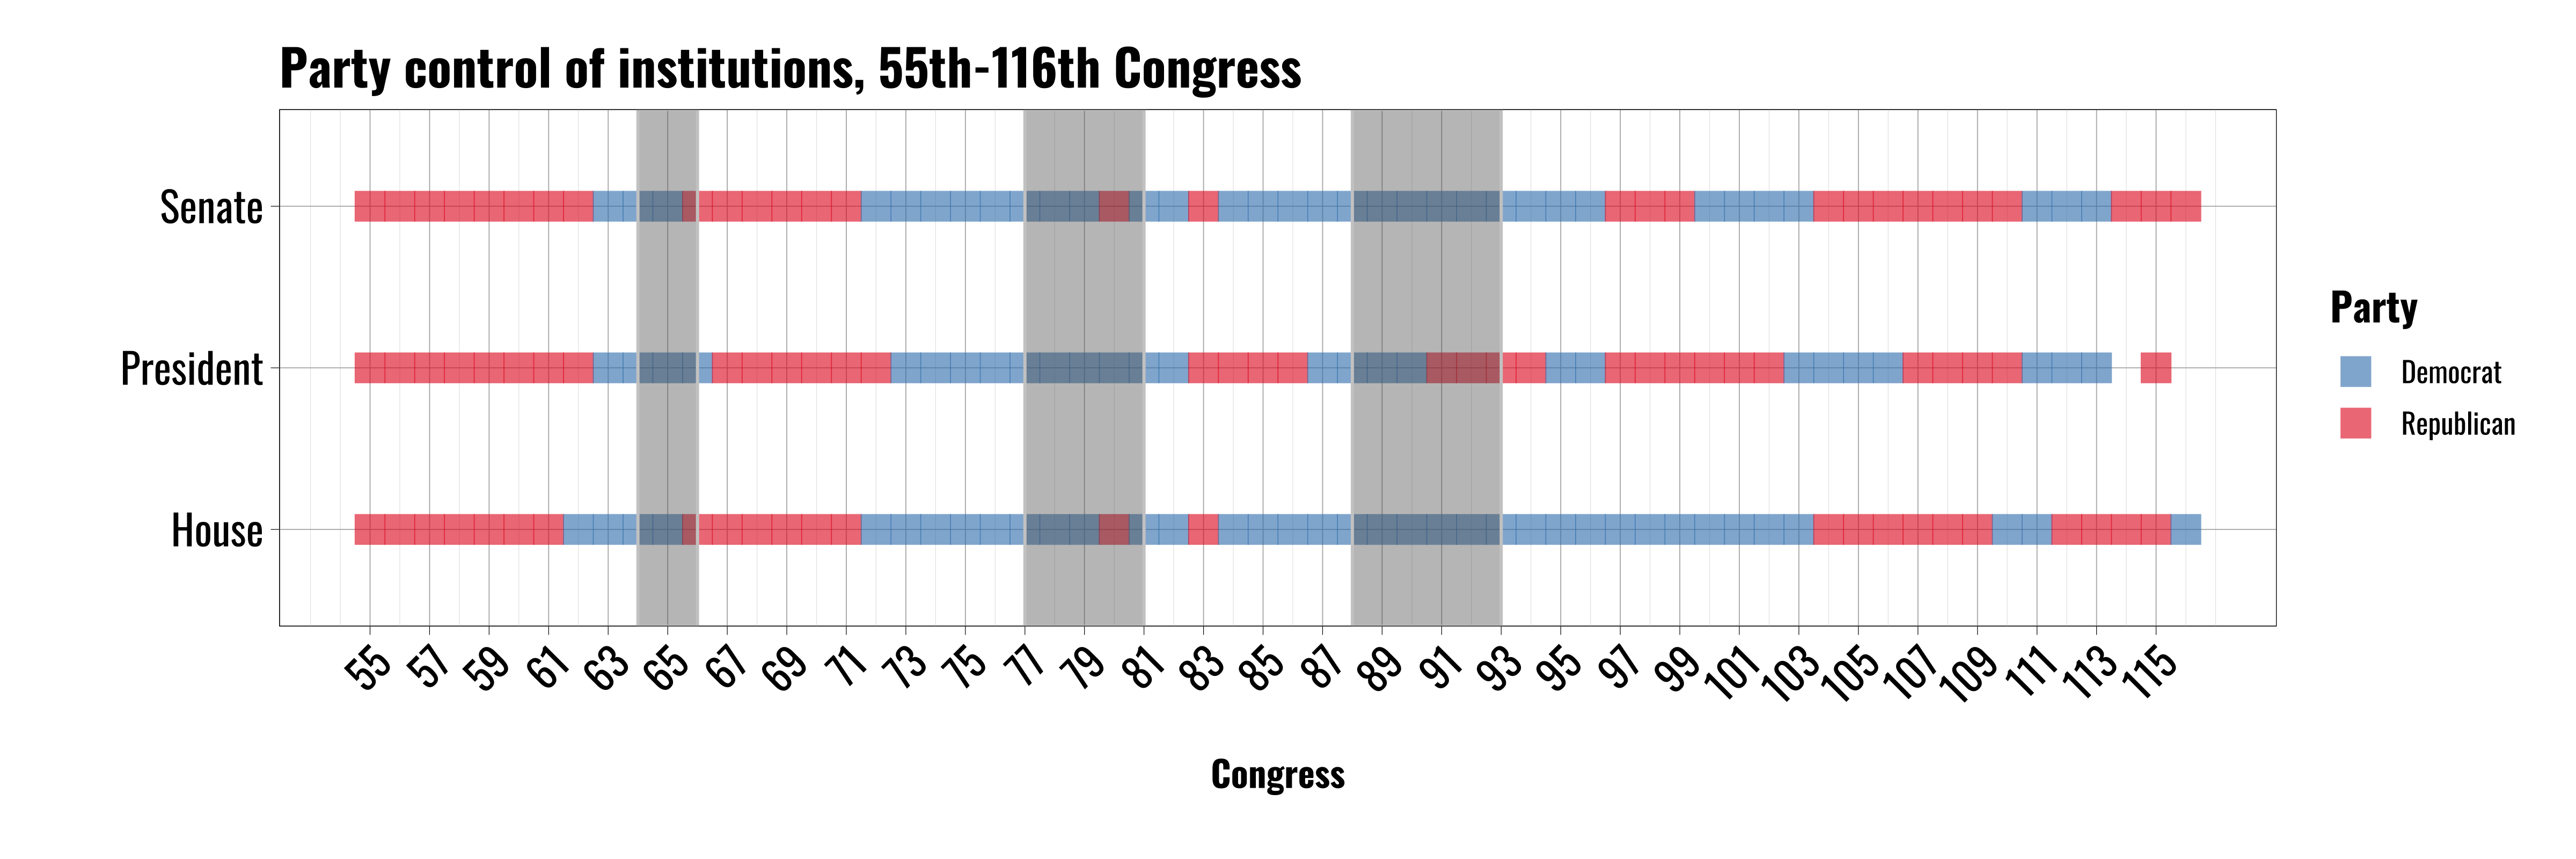 Party control of institutions, 55th-116th Congress
Senate
President
House
Party
Democrat
Republican
55 57 59 61 63 65 67 69 71 73 75 77 79 81 83 85 87 89 91 93 95 97 99 101 103 105 107 109 111 113 115
Congress